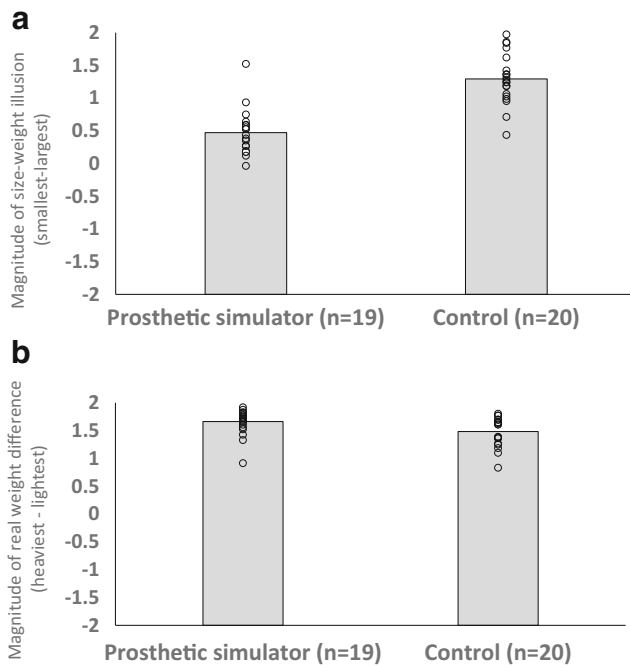 a
Magnitude of size-weight illusion
(smallest-largest)
2
1.5
1
0.5
0
-0.5
-1
-1.5
-2
Prosthetic simulator (n=19) Control (n=20)
b
Magnitude of real weight difference
(heaviest - lightest)
2
1.5
1
0.5
0
-0.5
-1
-1.5
-2
Prosthetic simulator (n=19) Control (n=20)